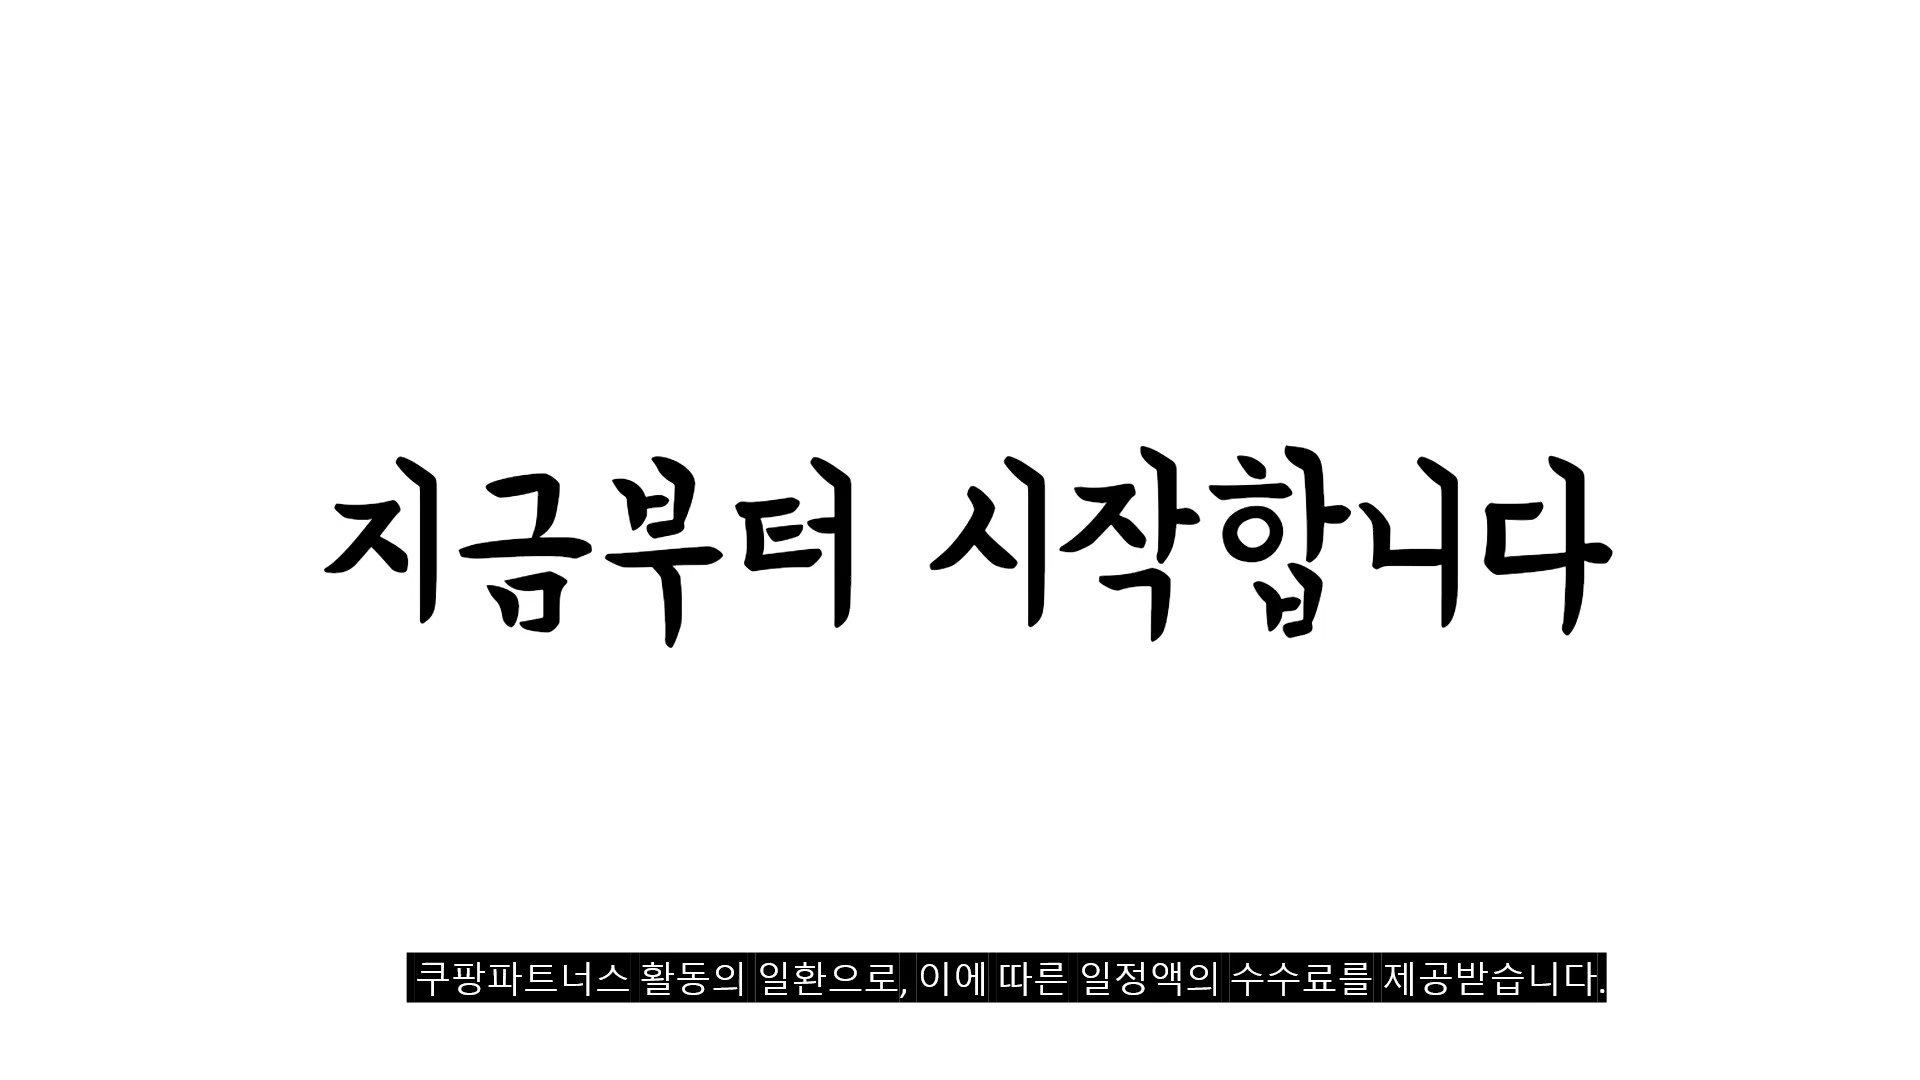 지금부터 시작합니다
쿠팡파트너스 활동의 일환으로, 이에 따른 일정액의 수수료를 제공받습니다.